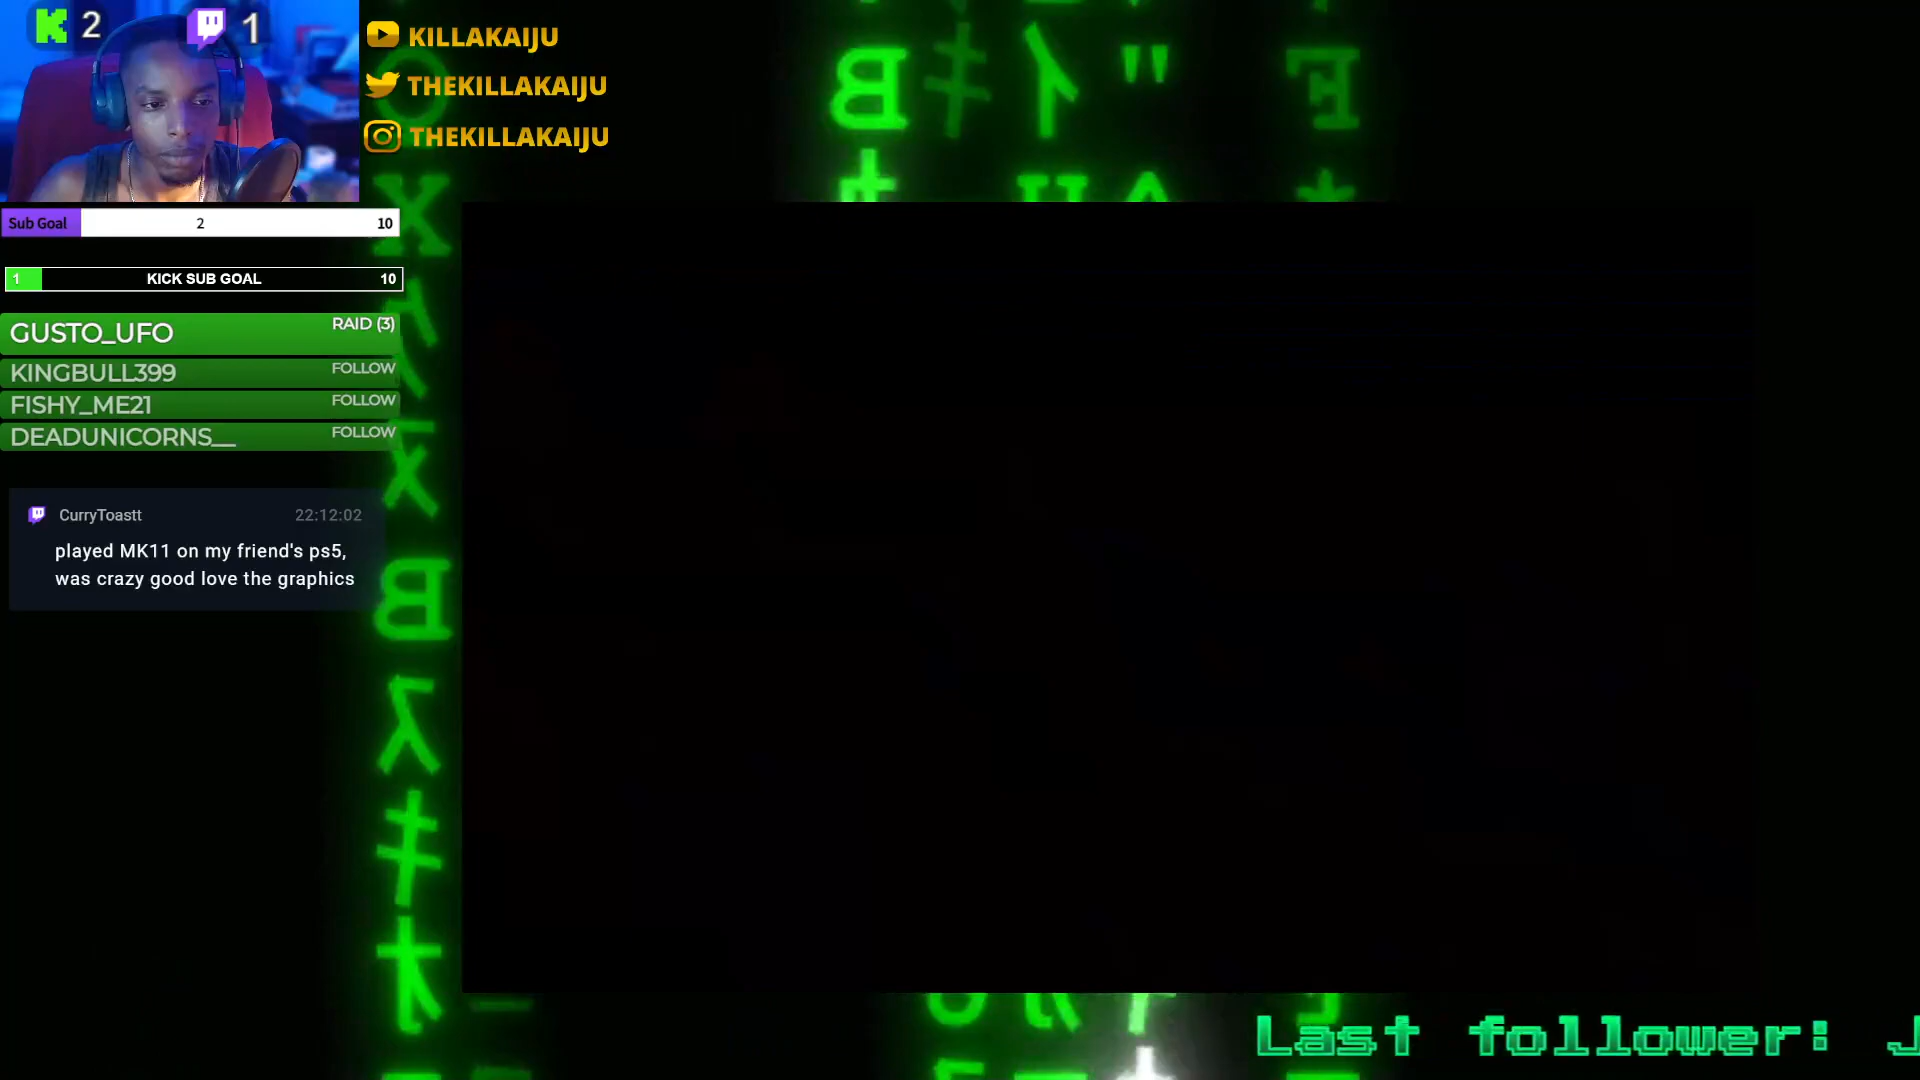 2
1
KILLAKAIJU
THEKILLAKAIJU
THEKILLAKAIJU
Sub Goal 2 10
1 KICK SUB GOAL 10
GUSTO_UFO RAID (3)
KINGBULL399 FOLLOW
FISHY_ME21 FOLLOW
DEADUNICORNS__ FOLLOW
CurryToastt 22:12:02
played MK11 on my friend's ps5,
was crazy good love the graphics
Last follower: J